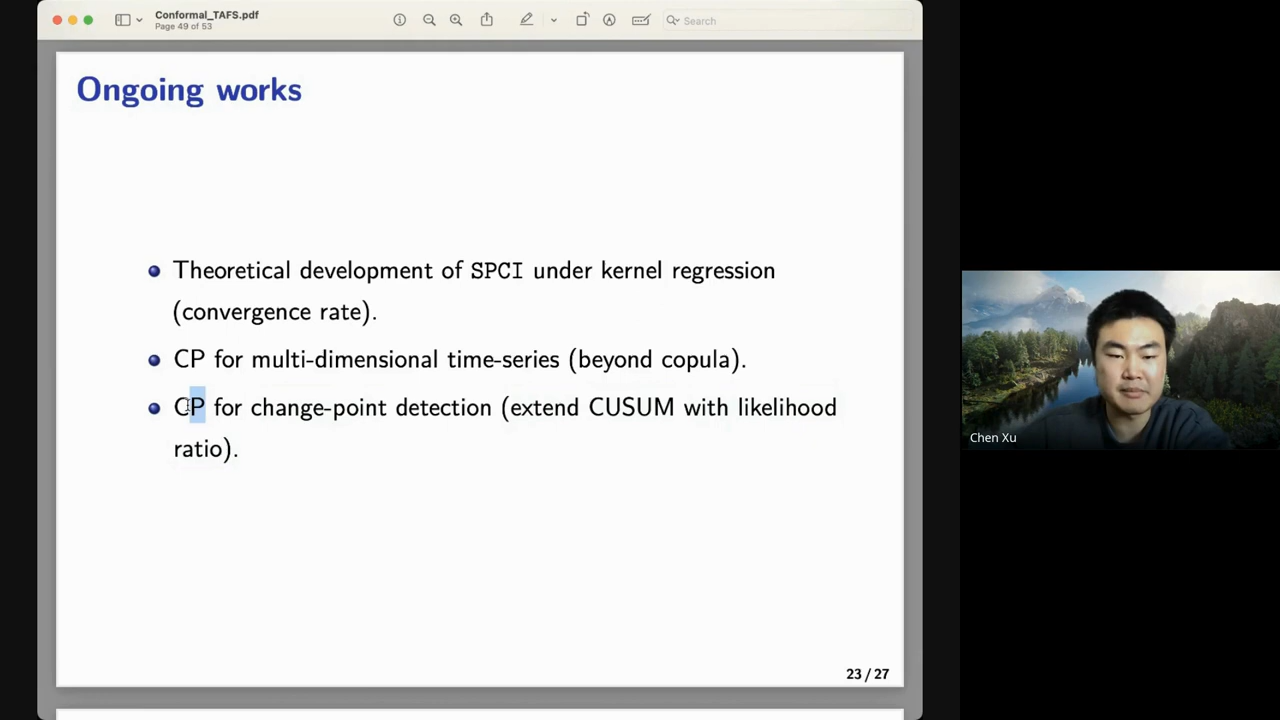 Conformal_TAFS.pdf
Page 49 of 53
Search
Ongoing works
Theoretical development of SPCI under kernel regression
(convergence rate).
CP for multi-dimensional time-series (beyond copula).
CP for change-point detection (extend CUSUM with likelihood
ratio).
23 / 27
Chen Xu